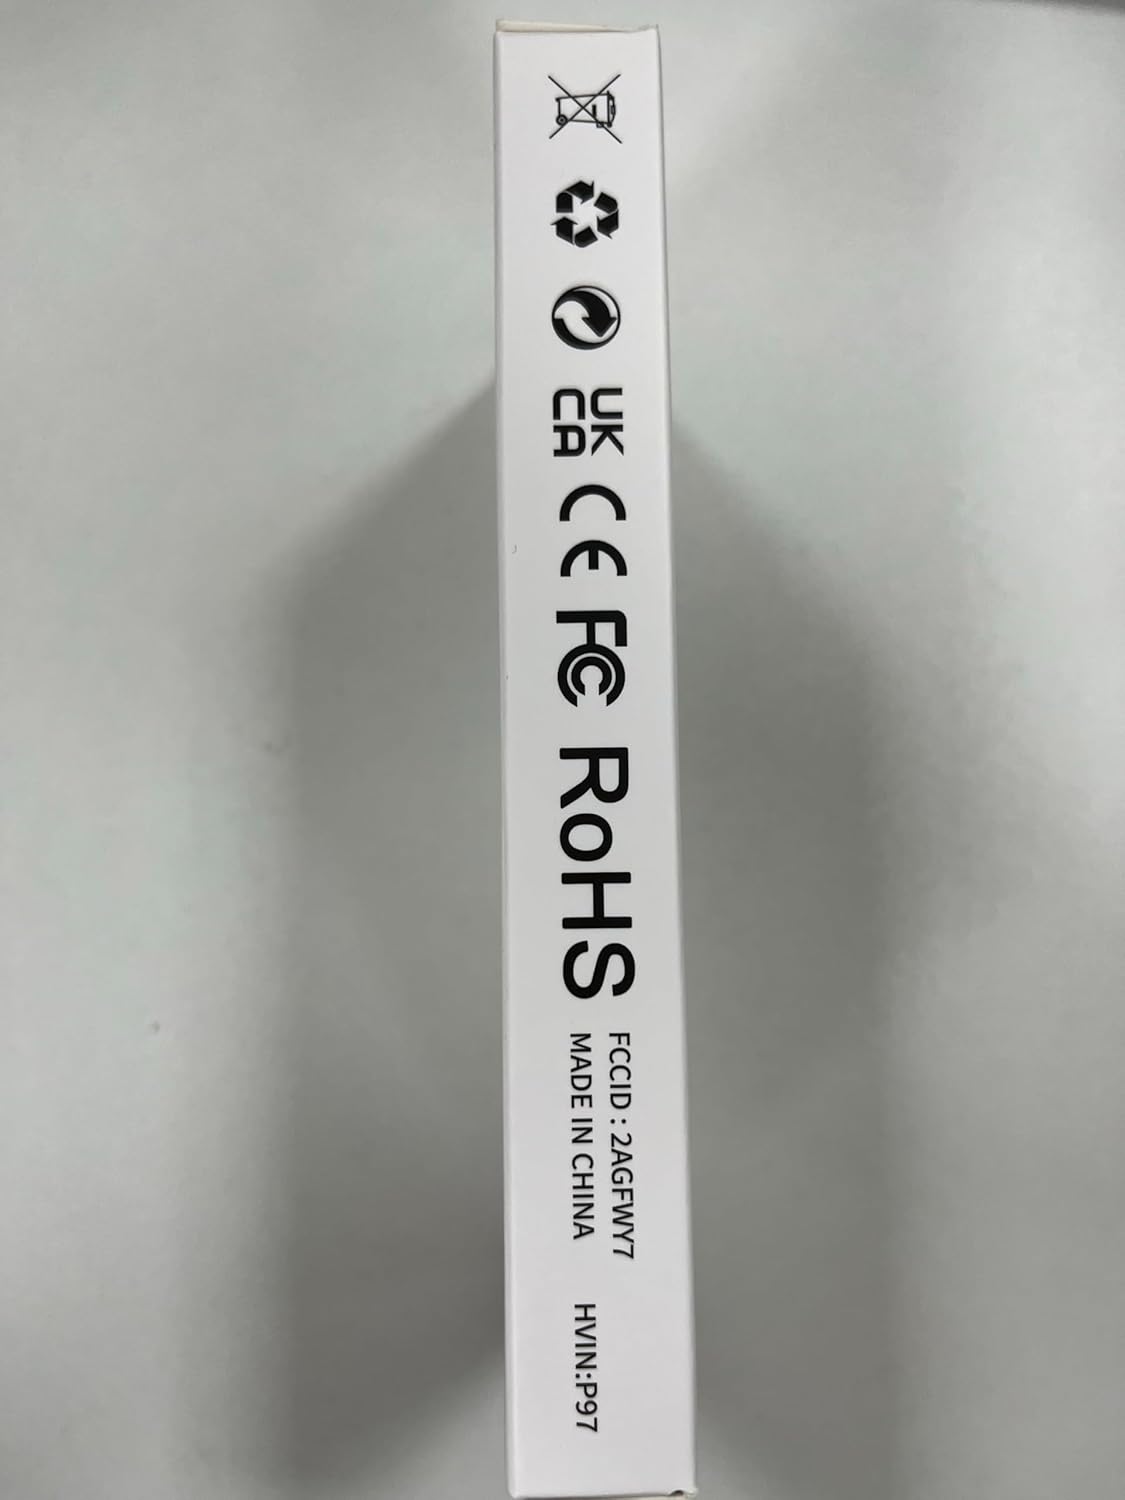 UK
CA
CE
FC
RoHS
FCCID : 2AGFWY7
MADE IN CHINA
HVIN:P97